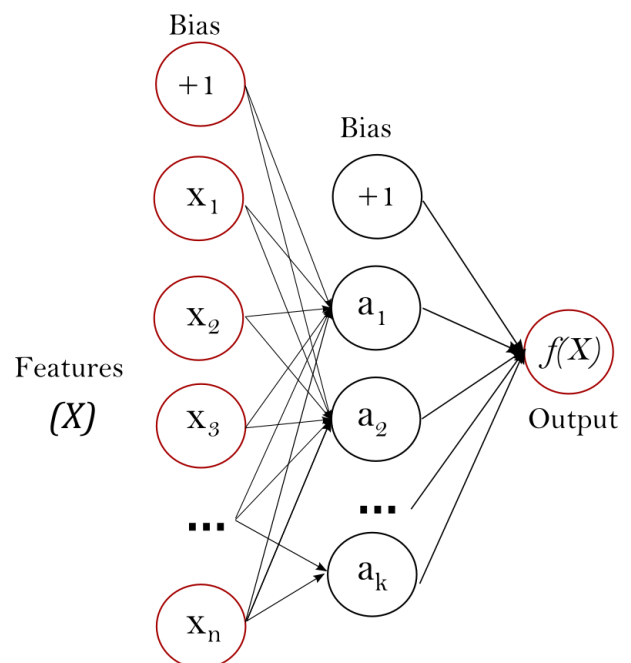 Bias
+1
x₁
x₂
x₃
...
xₙ
Features
(X)
Bias
+1
a₁
a₂
...
aₖ
f(X)
Output